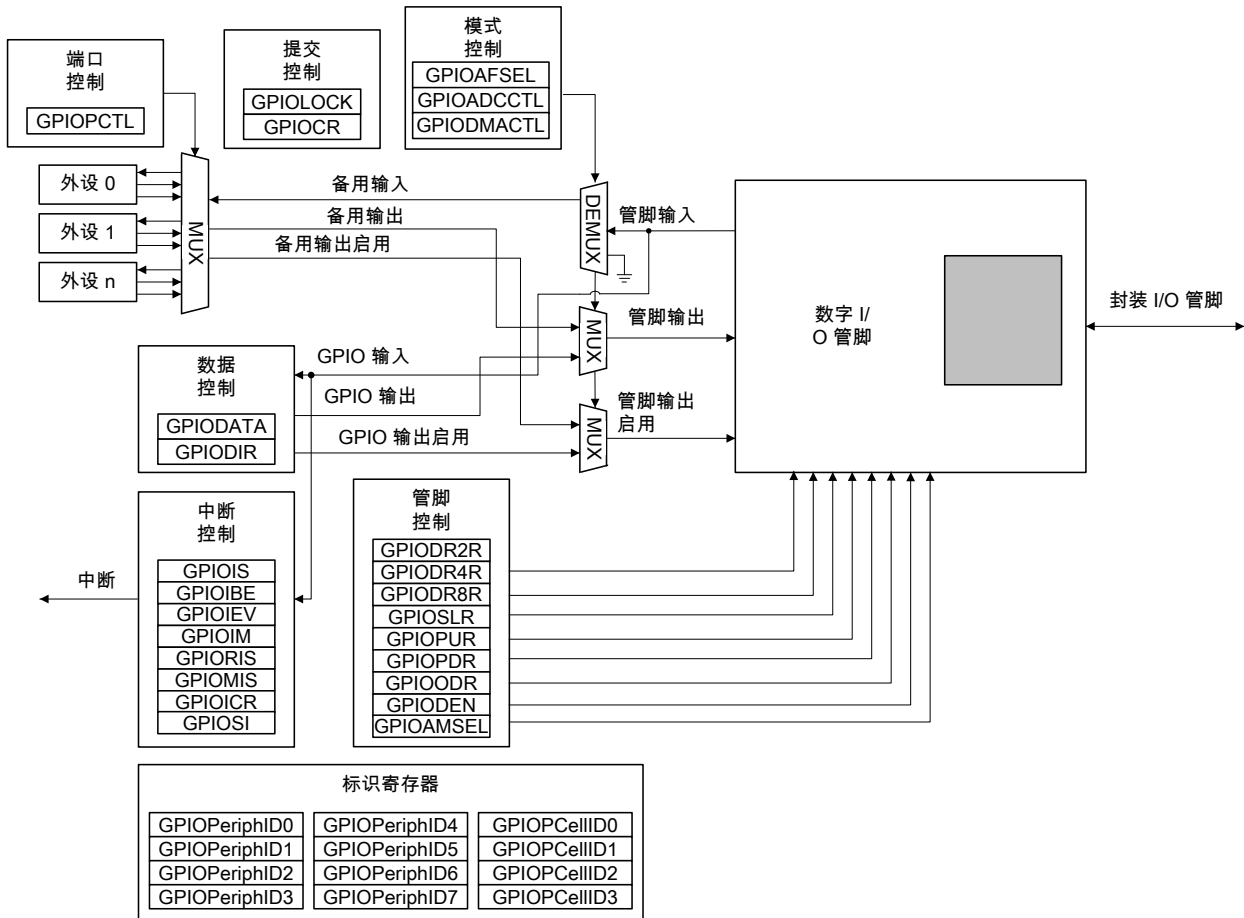 模式
控制
GPIOAFSEL
GPIOADCCTL
GPIODMACTL
提交
控制
GPIOLOCK
GPIOCR
端口
控制
GPIOPCTL
外设 0
外设 1
外设 n
MUX
备用输入
备用输出
备用输出启用
DEMUX
管脚输入
MUX
管脚输出
MUX
管脚输出
启用
数字 I/
O 管脚
封装 I/O 管脚
数据
控制
GPIODATA
GPIODIR
GPIO 输入
GPIO 输出
GPIO 输出启用
中断
控制
GPIOIS
GPIOIBE
GPIOIEV
GPIOIM
GPIORIS
GPIOMIS
GPIOICR
GPIOSI
中断
管脚
控制
GPIODR2R
GPIODR4R
GPIODR8R
GPIOSLR
GPIOPUR
GPIOPDR
GPIOODR
GPIODEN
GPIOAMSEL
标识寄存器
GPIOPeriphID0
GPIOPeriphID1
GPIOPeriphID2
GPIOPeriphID3
GPIOPeriphID4
GPIOPeriphID5
GPIOPeriphID6
GPIOPeriphID7
GPIOPCellID0
GPIOPCellID1
GPIOPCellID2
GPIOPCellID3